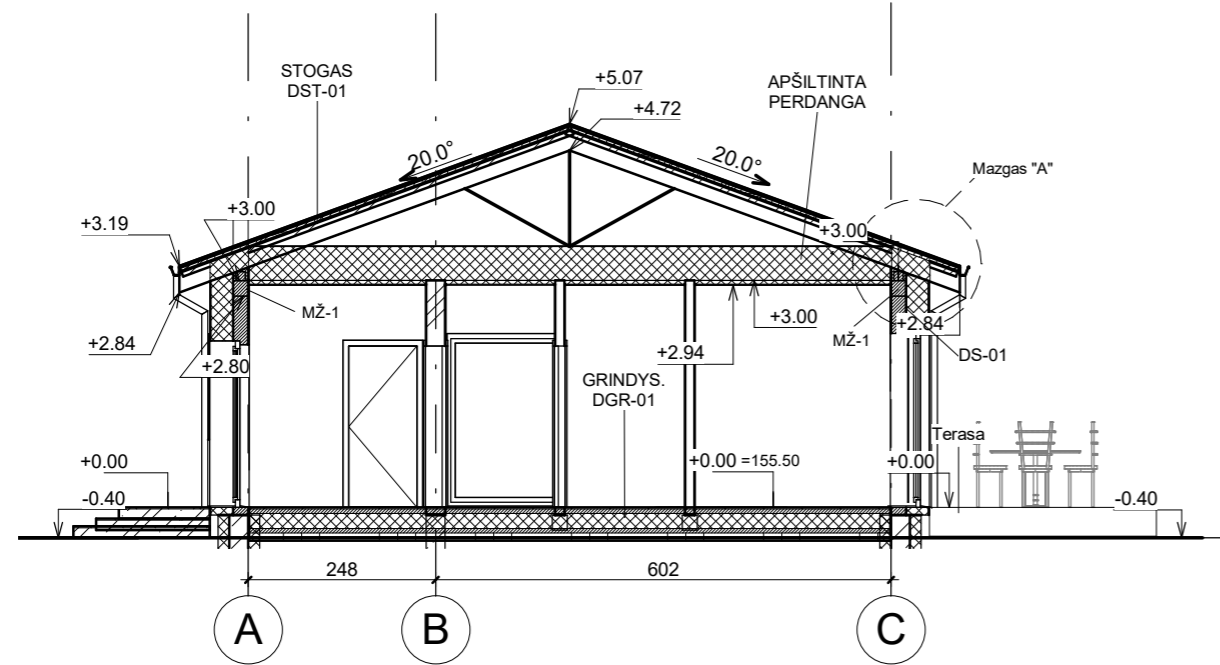 STOGAS
DST-01
+5.07
+4.72
APŠILTINTA
PERDANGA
20.0°
20.0°
Mazgas "A"
+3.00
+3.19
+3.00
MŽ-1
+3.00
+2.84
MŽ-1
+2.84
+2.80
+2.94
DS-01
GRINDYS.
DGR-01
Terasa
+0.00
+0.00 =155.50
+0.00
-0.40
-0.40
248
602
A
B
C